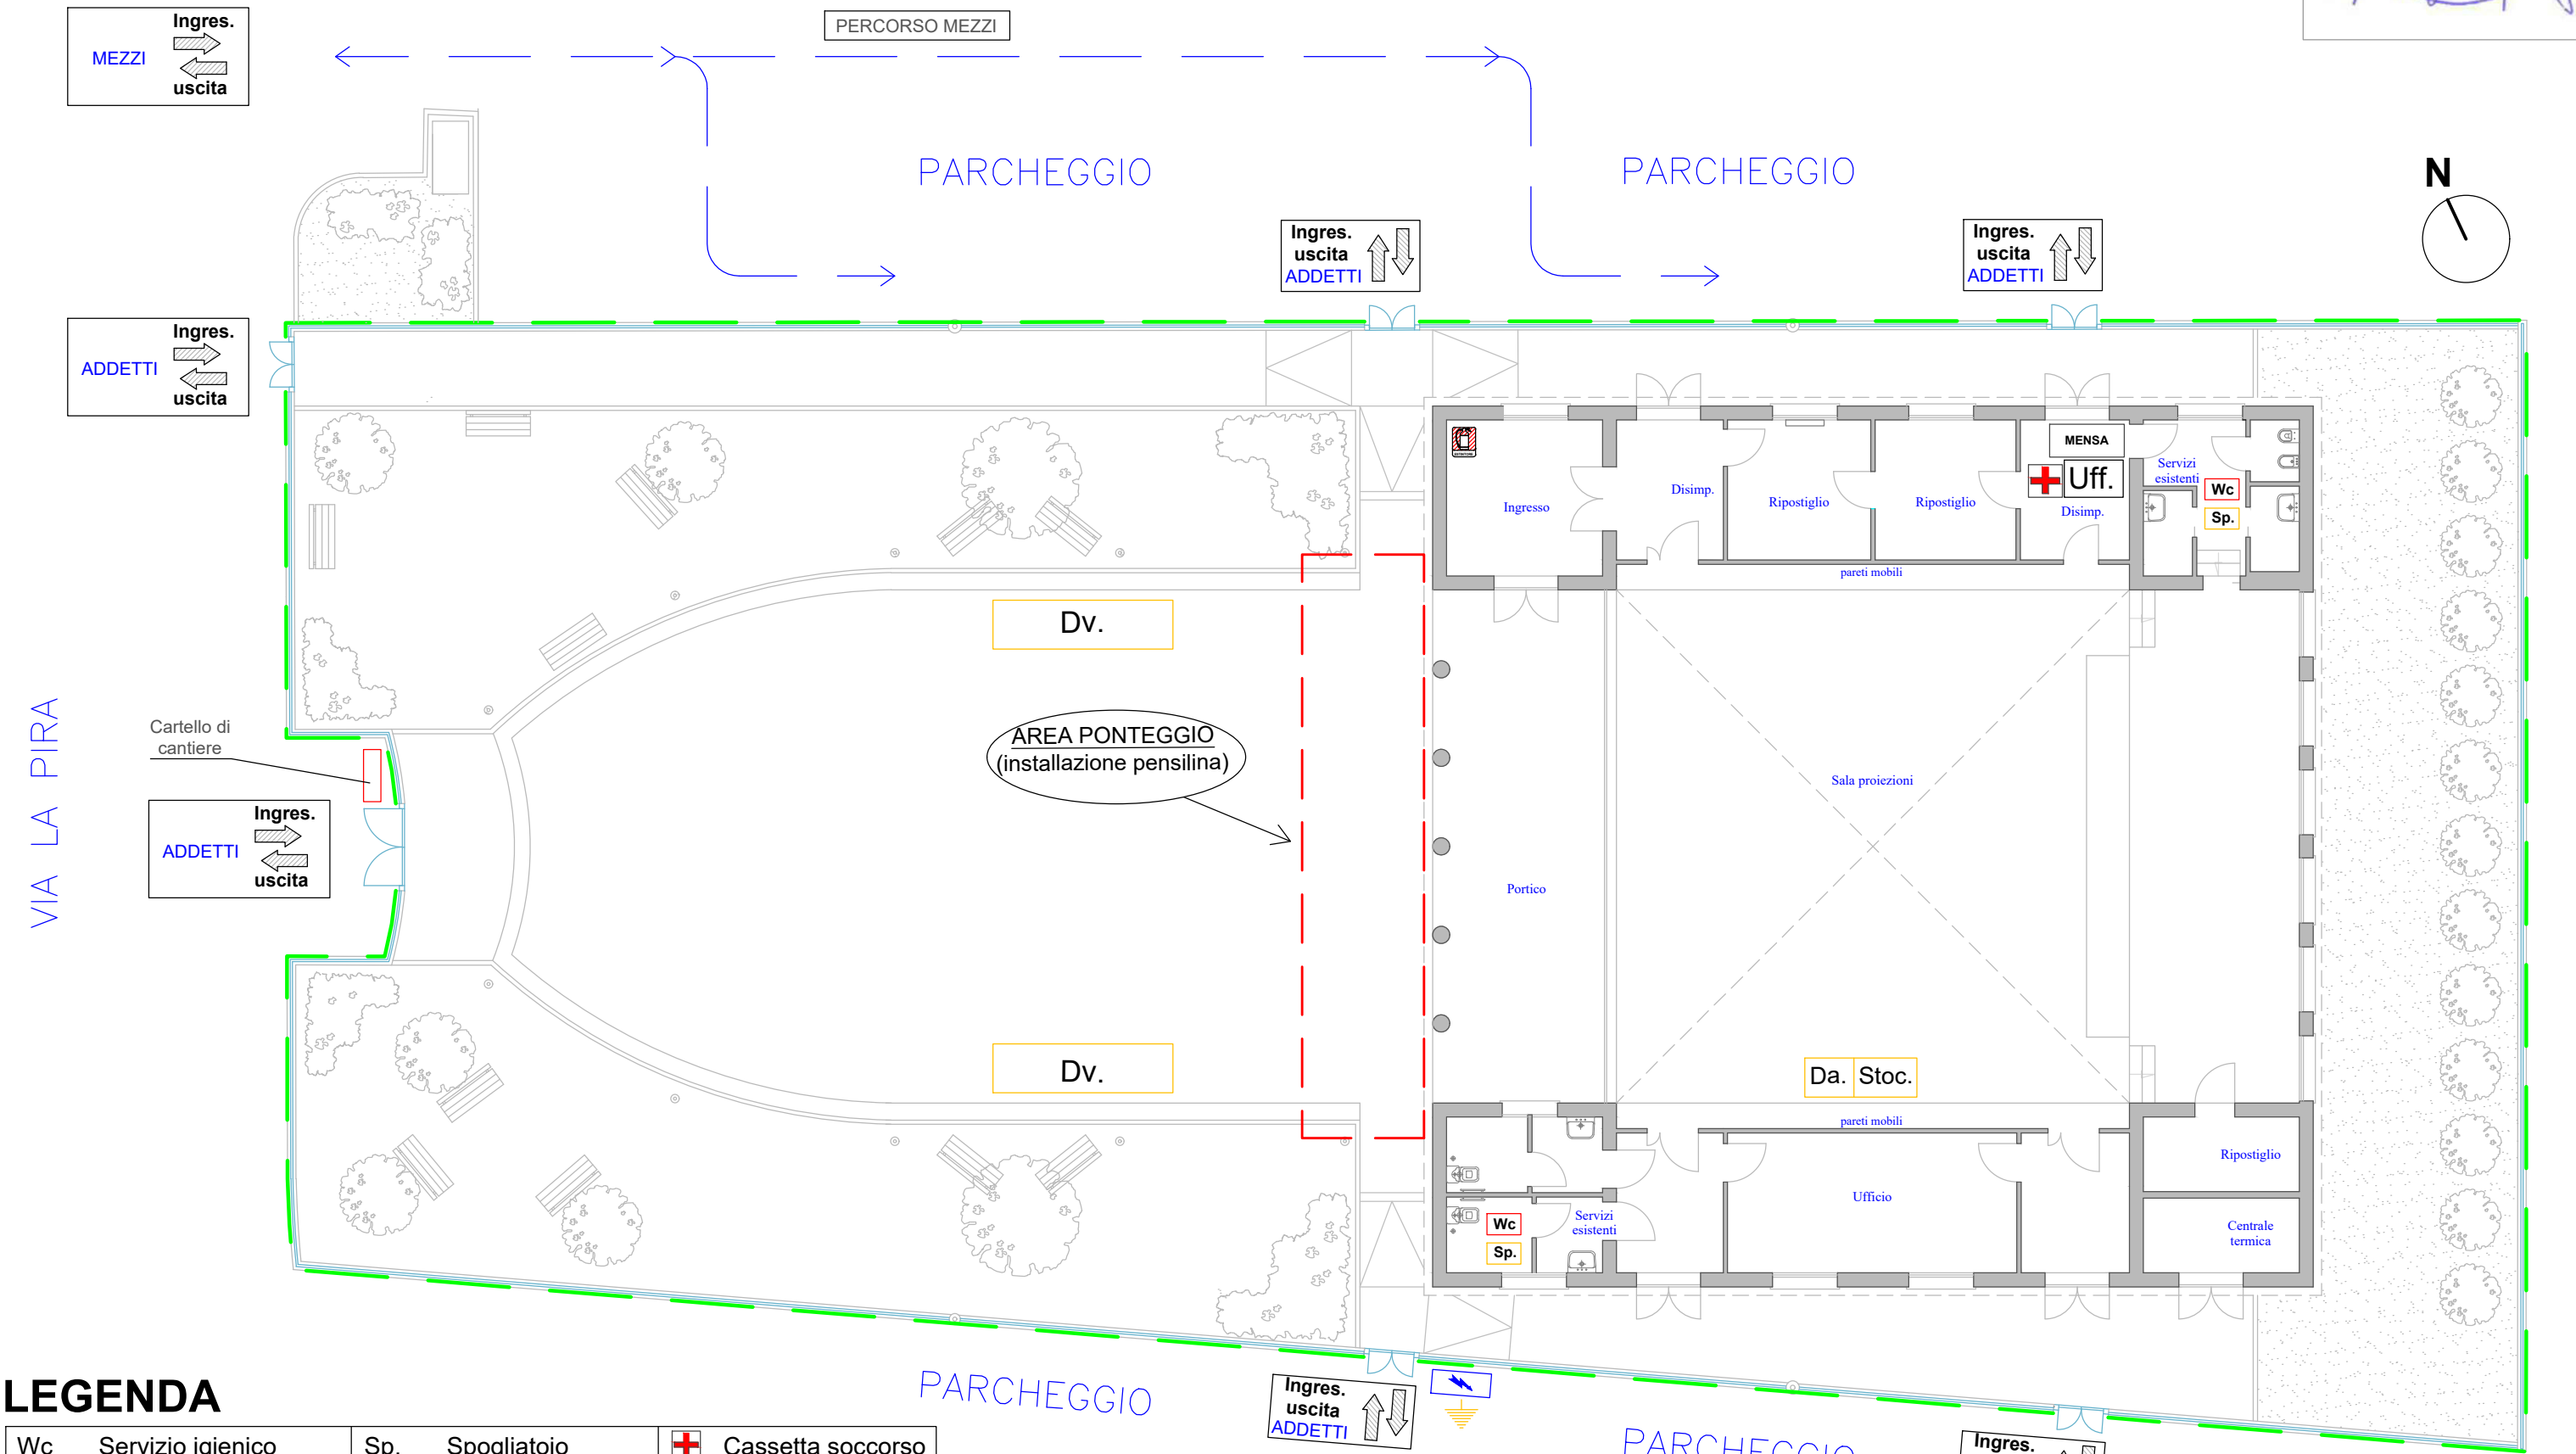 Ingres.
MEZZI
uscita
PERCORSO MEZZI
PARCHEGGIO
PARCHEGGIO
N
Ingres.
uscita
ADDETTI
Ingres.
uscita
ADDETTI
Ingres.
ADDETTI
uscita
MENSA
Uff.
Servizi
esistenti
Wc
Sp.
Disimp.
Ingresso
Disimp.
Ripostiglio
Ripostiglio
pareti mobili
Dv.
VIA LA PIRA
Cartello di
cantiere
AREA PONTEGGIO
(installazione pensilina)
Sala proiezioni
Ingres.
ADDETTI
uscita
Portico
Dv.
Da. Stoc.
pareti mobili
Ripostiglio
Ufficio
Wc
Sp.
Servizi
esistenti
Centrale
termica
PARCHEGGIO
Ingres.
uscita
ADDETTI
PARCHEGGIO
Ingres.
LEGENDA
Wc Servizio igienico Sp. Spogliatoio Cassetta soccorso